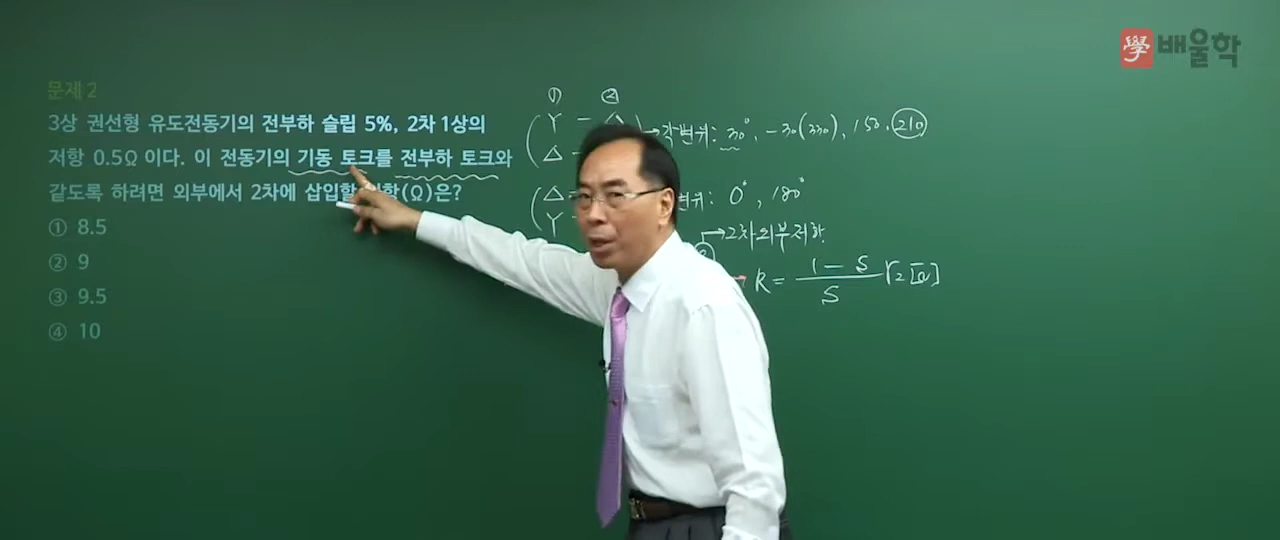 學 배울학
문제 2
3상 권선형 유도전동기의 전부하 슬립 5%, 2차 1상의
저항 0.5Ω 이다. 이 전동기의 기동 토크를 전부하 토크와
같도록 하려면 외부에서 2차에 삽입할 (Ω)은?
① 8.5
② 9
③ 9.5
④ 10
① ②
Y - △
△ - 각변위: 30°, -30(330), 150, 210
△
Y 위: 0°, 180°
② → 2차외부저항
R = 1 - S / S r₂ [Ω]